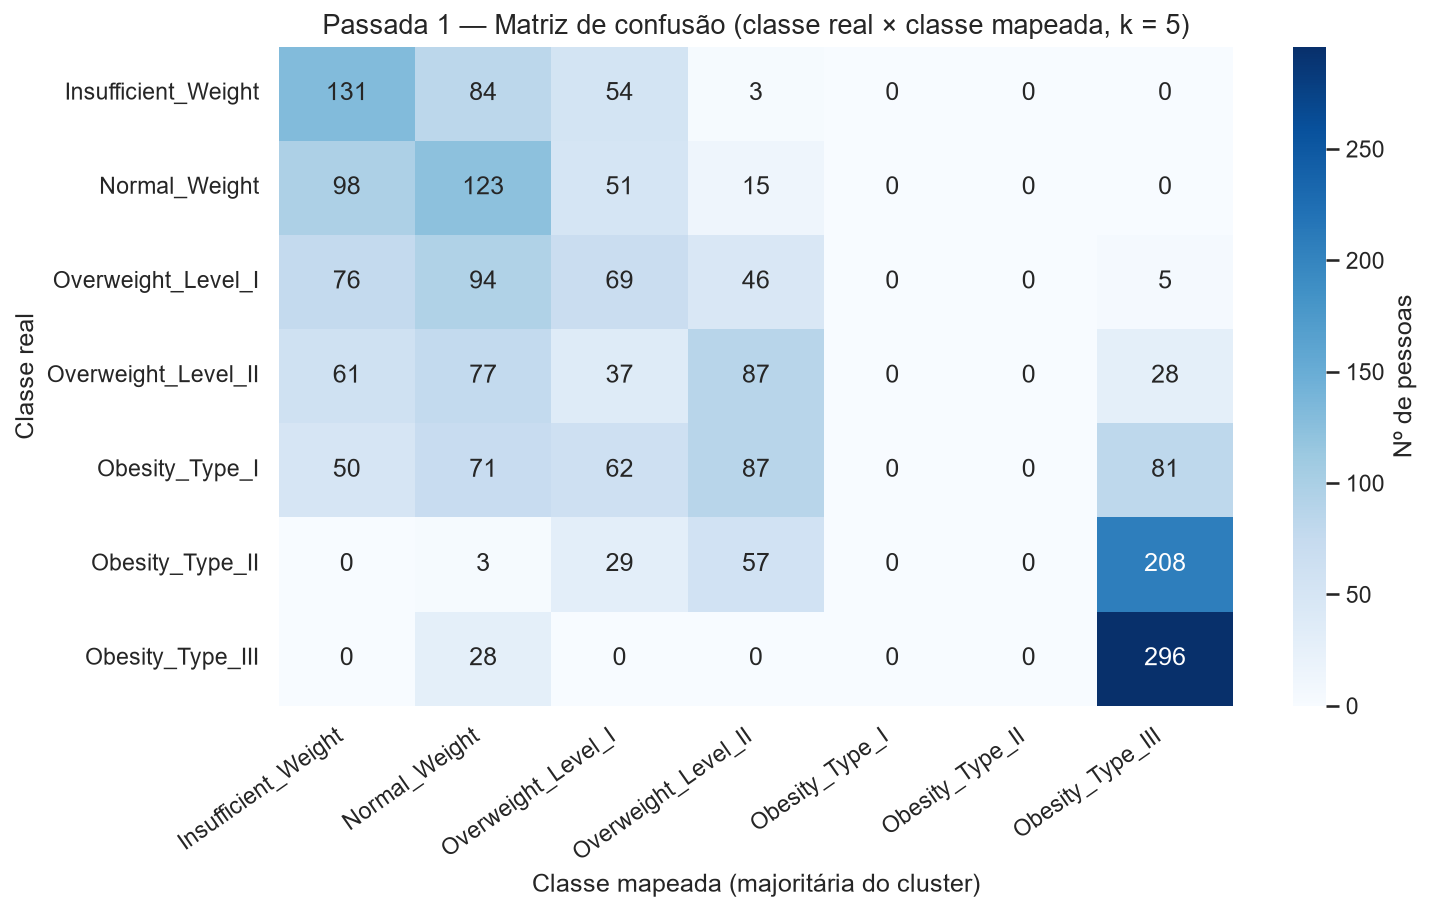 Passada 1 — Matriz de confusão (classe real × classe mapeada, k = 5)
Classe real
Insufficient_Weight 131 84 54 3 0 0 0
Normal_Weight 98 123 51 15 0 0 0
Overweight_Level_I 76 94 69 46 0 0 5
Overweight_Level_II 61 77 37 87 0 0 28
Obesity_Type_I 50 71 62 87 0 0 81
Obesity_Type_II 0 3 29 57 0 0 208
Obesity_Type_III 0 28 0 0 0 0 296
Insufficient_Weight
Normal_Weight
Overweight_Level_I
Overweight_Level_II
Obesity_Type_I
Obesity_Type_II
Obesity_Type_III
Classe mapeada (majoritária do cluster)
250
200
150
100
50
0
Nº de pessoas